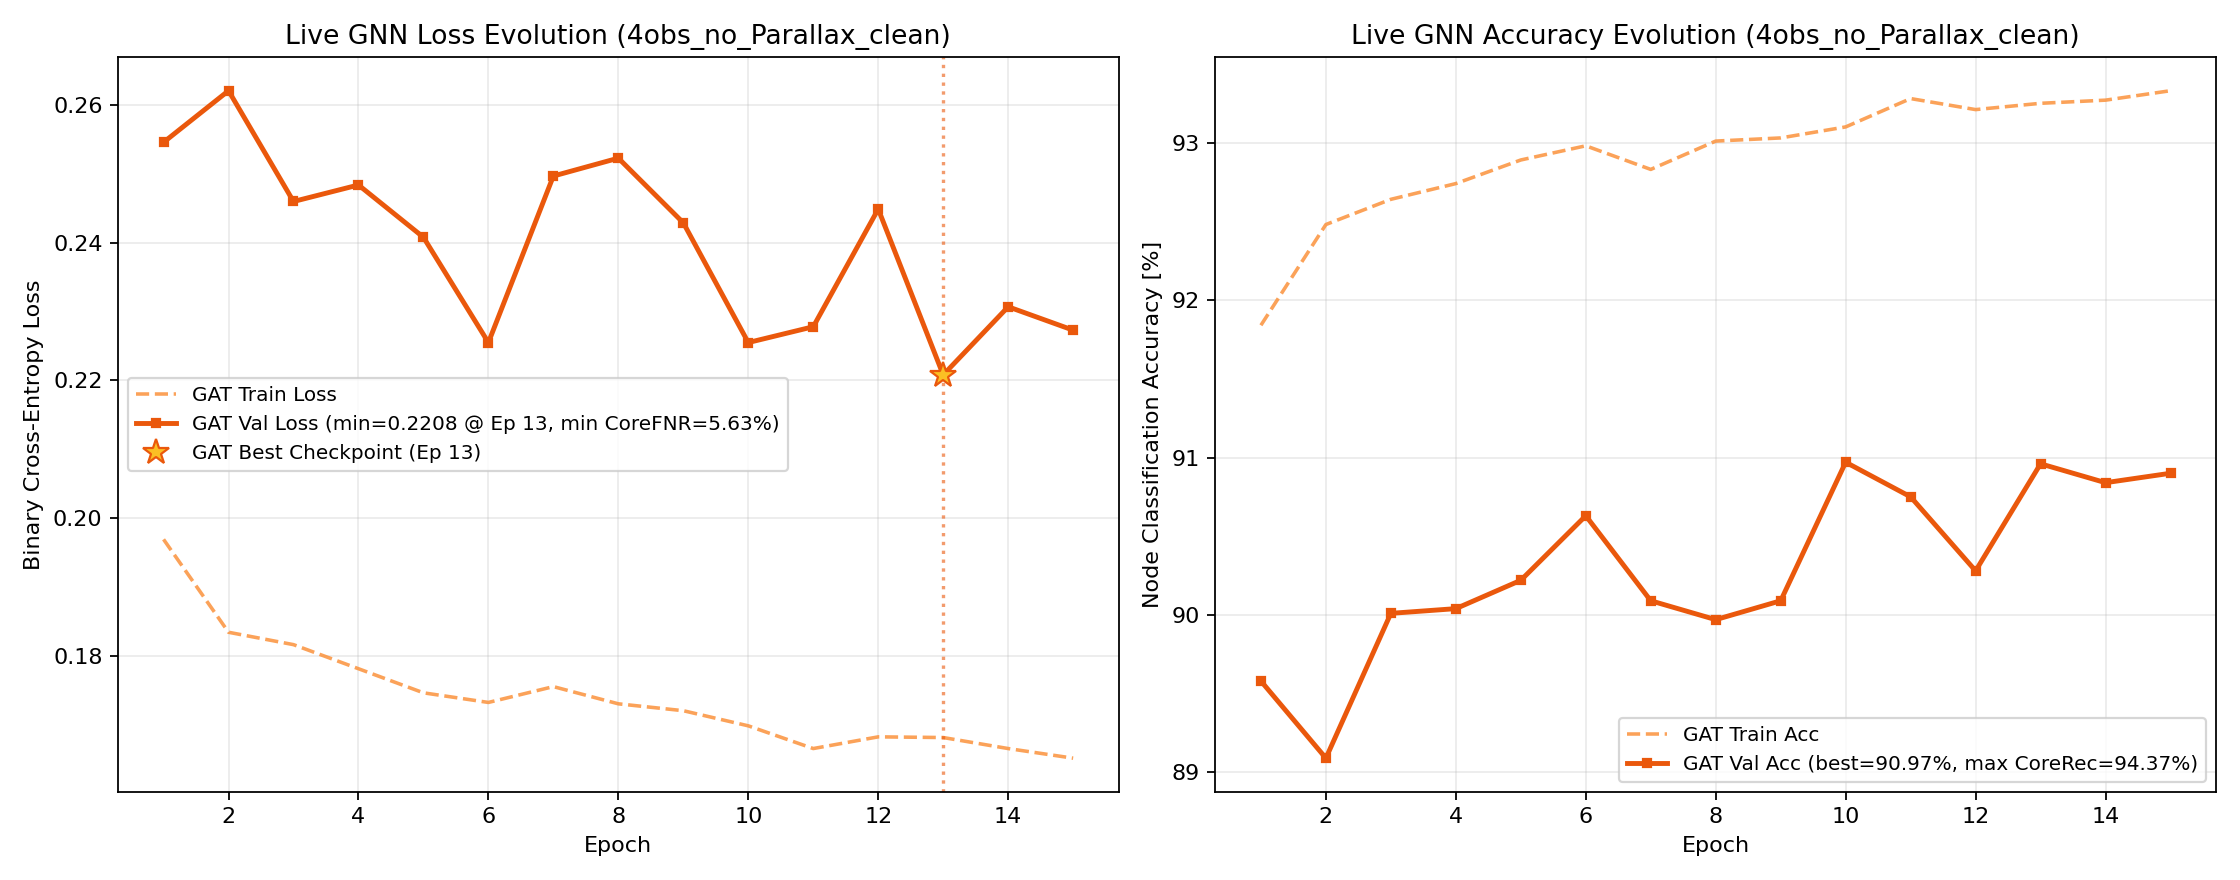 Live GNN Loss Evolution (4obs_no_Parallax_clean)
Binary Cross-Entropy Loss
0.26
0.24
0.22
0.20
0.18
GAT Train Loss
GAT Val Loss (min=0.2208 @ Ep 13, min CoreFNR=5.63%)
GAT Best Checkpoint (Ep 13)
2 4 6 8 10 12 14
Epoch
Live GNN Accuracy Evolution (4obs_no_Parallax_clean)
Node Classification Accuracy [%]
93
92
91
90
89
GAT Train Acc
GAT Val Acc (best=90.97%, max CoreRec=94.37%)
2 4 6 8 10 12 14
Epoch